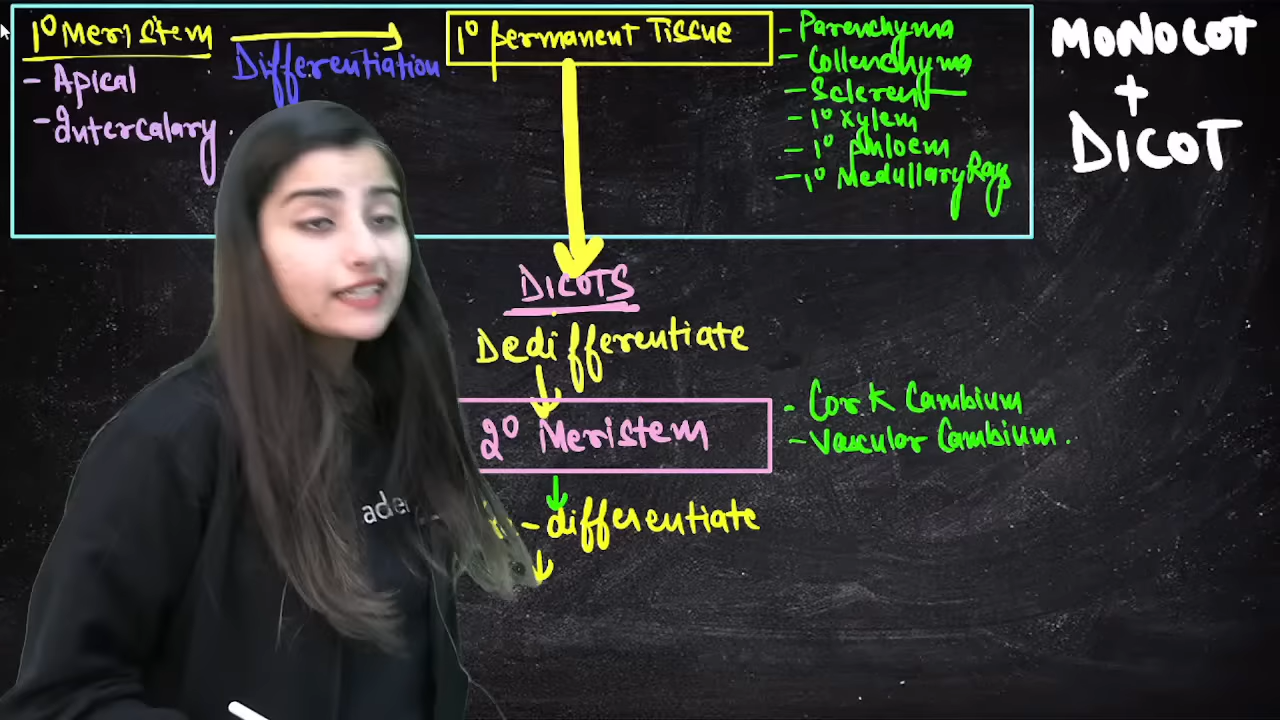 1° Meristem
Differentiation
- Apical
- Intercalary.
1° permanent Tissue
- Parenchyma
- Collenchyma
- Scleren
- 1° xylem
- 1° phloem
- 1° Medullary Rays
MONOCOT
+
DICOT
DICOTS
Dedifferentiate
2° Meristem
- Cork Cambium
- Vascular Cambium.
-differentiate